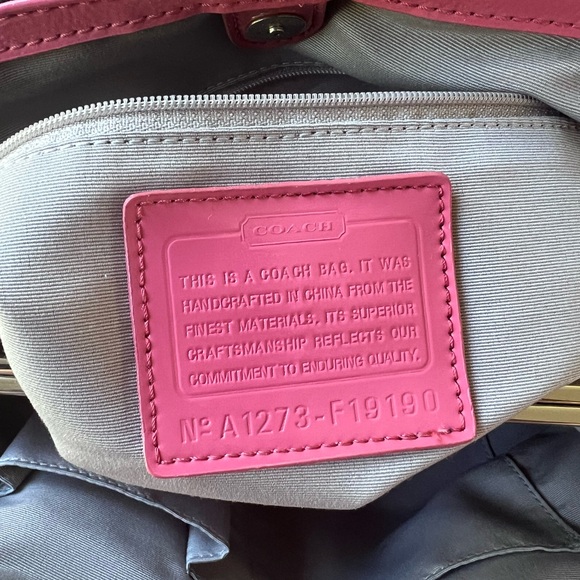 COACH
THIS IS A COACH BAG. IT WAS
HANDCRAFTED IN CHINA FROM THE
FINEST MATERIALS. ITS SUPERIOR
CRAFTSMANSHIP REFLECTS OUR
COMMITMENT TO ENDURING QUALITY.
Nº A1273-F19190